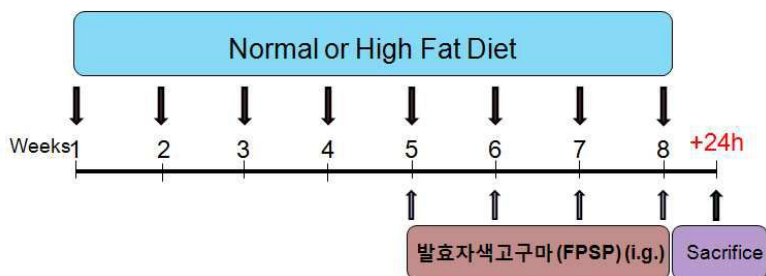 Normal or High Fat Diet
Weeks 1 2 3 4 5 6 7 8 +24h
발효자색고구마 (FPSP) (i.g.) Sacrifice